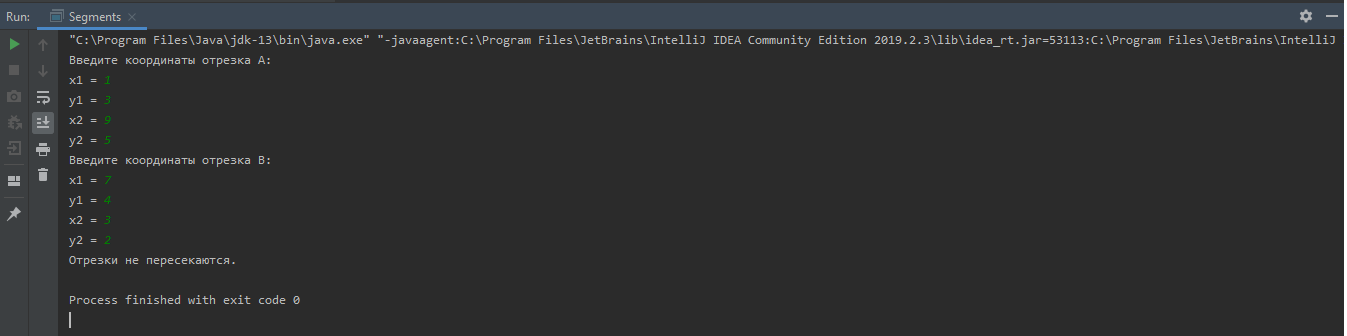 Run: Segments
"C:\Program Files\Java\jdk-13\bin\java.exe" "-javaagent:C:\Program Files\JetBrains\IntelliJ IDEA Community Edition 2019.2.3\lib\idea_rt.jar=53113:C:\Program Files\JetBrains\IntelliJ
Введите координаты отрезка A:
x1 = 1
y1 = 3
x2 = 9
y2 = 5
Введите координаты отрезка B:
x1 = 7
y1 = 4
x2 = 3
y2 = 2
Отрезки не пересекаются.
Process finished with exit code 0